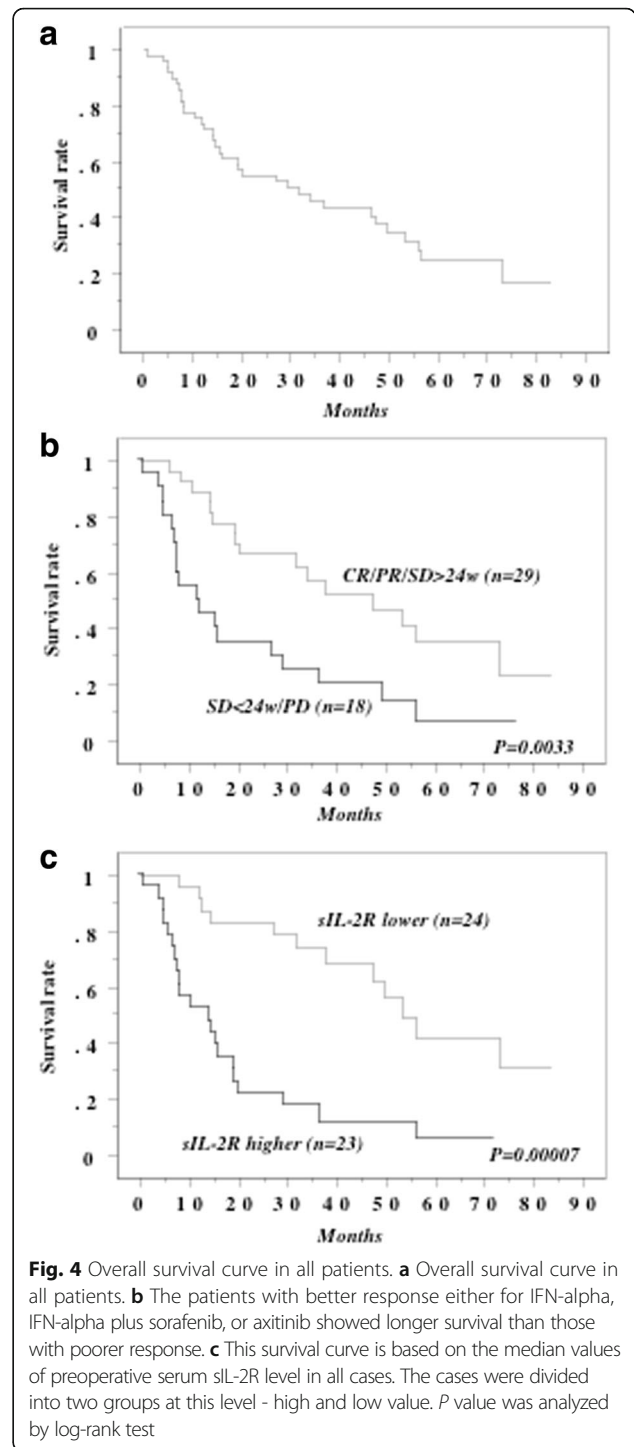 a
1
. 8
. 6
. 4
. 2
0
Survival rate
0 1 0 2 0 3 0 4 0 5 0 6 0 7 0 8 0 9 0
Months
b
1
. 8
. 6
. 4
. 2
0
Survival rate
CR/PR/SD>24w (n=29)
SD<24w/PD (n=18)
P=0.0033
0 1 0 2 0 3 0 4 0 5 0 6 0 7 0 8 0 9 0
Months
c
1
. 8
. 6
. 4
. 2
0
Survival rate
sIL-2R lower (n=24)
sIL-2R higher (n=23)
P=0.00007
0 1 0 2 0 3 0 4 0 5 0 6 0 7 0 8 0 9 0
Months
Fig. 4 Overall survival curve in all patients. a Overall survival curve in
all patients. b The patients with better response either for IFN-alpha,
IFN-alpha plus sorafenib, or axitinib showed longer survival than those
with poorer response. c This survival curve is based on the median values
of preoperative serum sIL-2R level in all cases. The cases were divided
into two groups at this level - high and low value. P value was analyzed
by log-rank test